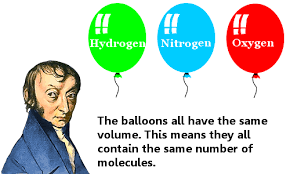 Hydrogen Nitrogen Oxygen
The balloons all have the same
volume. This means they all
contain the same number of
molecules.